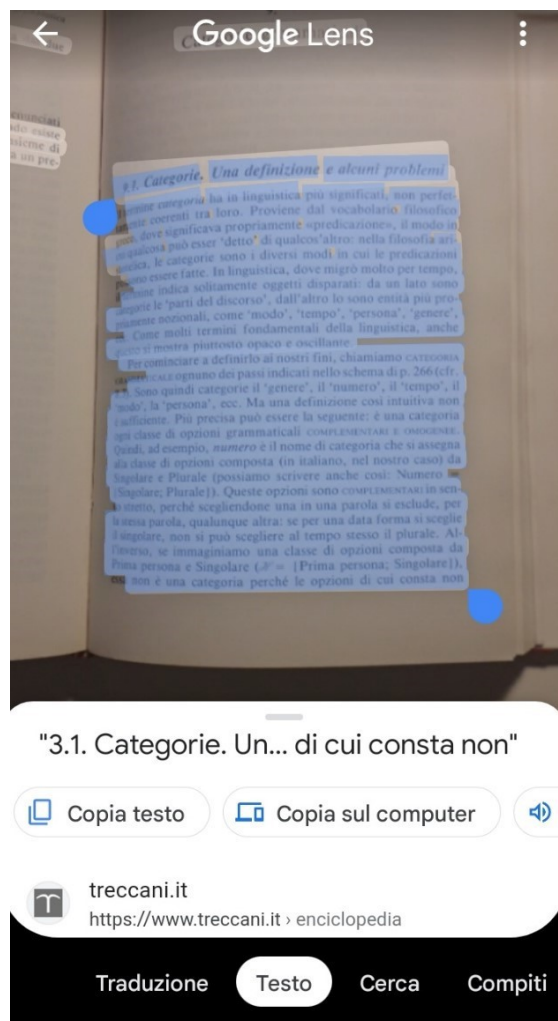 Google Lens
enunciati
ado esiste
nsieme di
a un pre-
3.1. Categorie. Una definizione e alcuni problemi
termine categoria ha in linguistica più significati, non perfet-
coerenti tra loro. Proviene dal vocabolario filosofico
dove significava propriamente «predicazione», il modo in
qualcosa può esser 'detto' di qualcos'altro: nella filosofia ari-
le categorie sono i diversi modi in cui le predicazioni
essere fatte. In linguistica, dove migrò molto per tempo,
termine indica solitamente oggetti disparati: da un lato sono
categorie le 'parti del discorso', dall'altro lo sono entità più pro-
priamente nozionali, come 'modo', 'tempo', 'persona', 'genere',
Come molti termini fondamentali della linguistica, anche
questo si mostra piuttosto opaco e oscillante.
Per cominciare a definirlo ai nostri fini, chiamiamo CATEGORIA
ognuno dei passi indicati nello schema di p. 266 (cfr.
Sono quindi categorie il 'genere', il 'numero', il 'tempo', il
'modo', la 'persona', ecc. Ma una definizione così intuitiva non
è sufficiente. Più precisa può essere la seguente: è una categoria
ogni classe di opzioni grammaticali COMPLEMENTARI E OMOGENEE.
Quindi, ad esempio, numero è il nome di categoria che si assegna
alla classe di opzioni composta (in italiano, nel nostro caso) da
Singolare e Plurale (possiamo scrivere anche così: Numero =
{Singolare; Plurale}). Queste opzioni sono COMPLEMENTARI in sen-
so stretto, perché scegliendone una in una parola si esclude, per
la stessa parola, qualunque altra: se per una data forma si sceglie
il singolare, non si può scegliere al tempo stesso il plurale. Al-
l'inverso, se immaginiamo una classe di opzioni composta da
Prima persona e Singolare ( = {Prima persona; Singolare}),
non è una categoria perché le opzioni di cui consta non
"3.1. Categorie. Un... di cui consta non"
Copia testo
Copia sul computer
treccani.it
https://www.treccani.it › enciclopedia
Traduzione
Testo
Cerca
Compiti